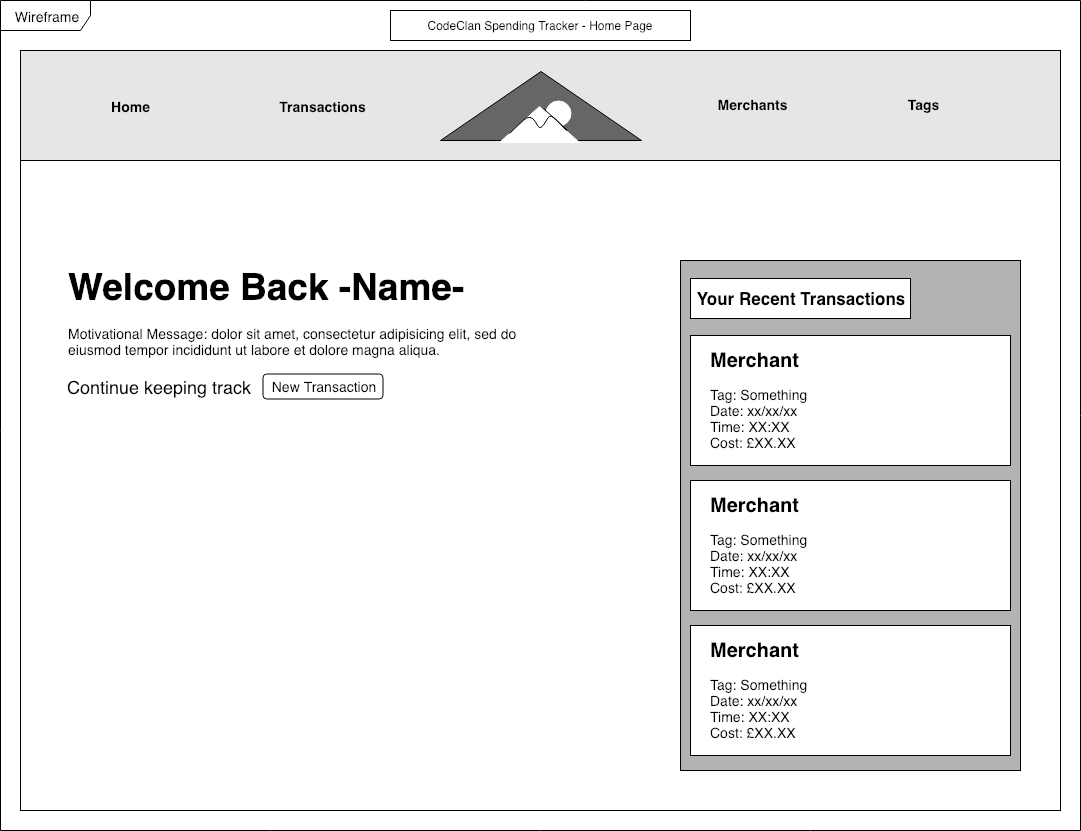 Wireframe
CodeClan Spending Tracker - Home Page
Home
Transactions
Merchants
Tags
Welcome Back -Name-
Motivational Message: dolor sit amet, consectetur adipisicing elit, sed do
eiusmod tempor incididunt ut labore et dolore magna aliqua.
Continue keeping track
New Transaction
Your Recent Transactions
Merchant
Tag: Something
Date: xx/xx/xx
Time: XX:XX
Cost: £XX.XX
Merchant
Tag: Something
Date: xx/xx/xx
Time: XX:XX
Cost: £XX.XX
Merchant
Tag: Something
Date: xx/xx/xx
Time: XX:XX
Cost: £XX.XX